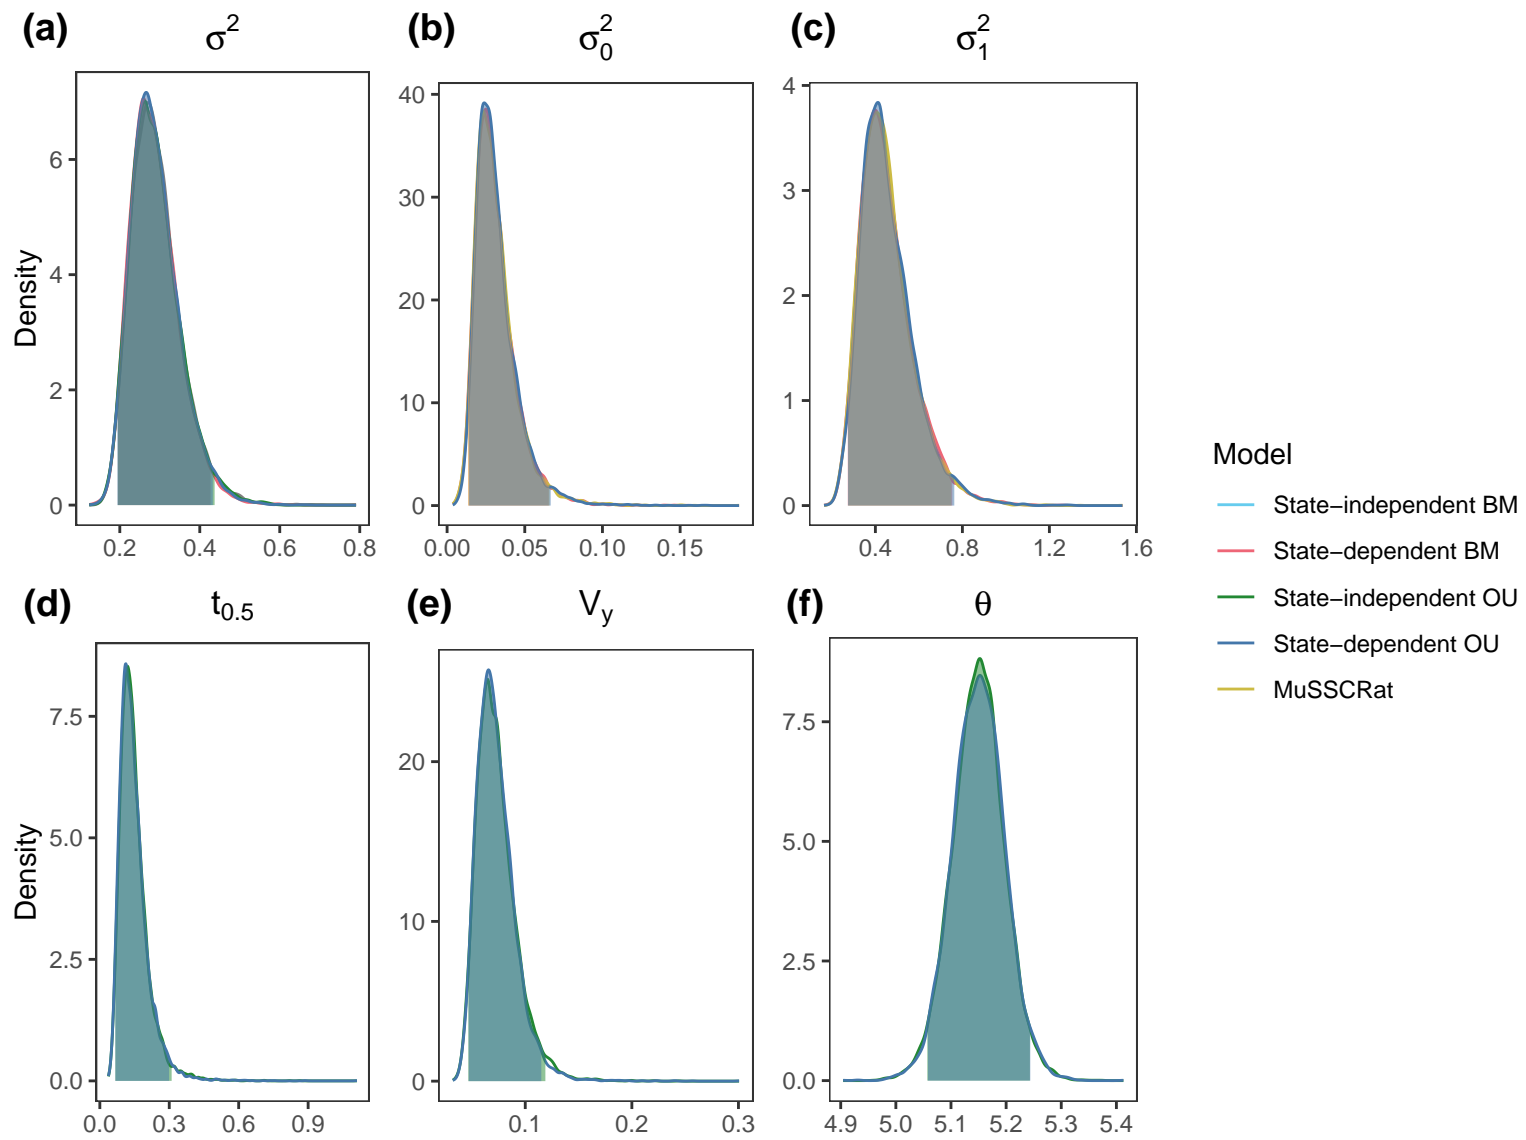 (a) σ² (b) σ₀² (c) σ₁²
Density
6
4
2
0
0.2 0.4 0.6 0.8
40
30
20
10
0
0.00 0.05 0.10 0.15
4
3
2
1
0
0.4 0.8 1.2 1.6
Model
State−independent BM
State−dependent BM
State−independent OU
State−dependent OU
MuSSCRat
(d) t₀.₅ (e) Vᵧ (f) θ
Density
7.5
5.0
2.5
0.0
0.0 0.3 0.6 0.9
20
10
0
0.1 0.2 0.3
7.5
5.0
2.5
0.0
4.9 5.0 5.1 5.2 5.3 5.4